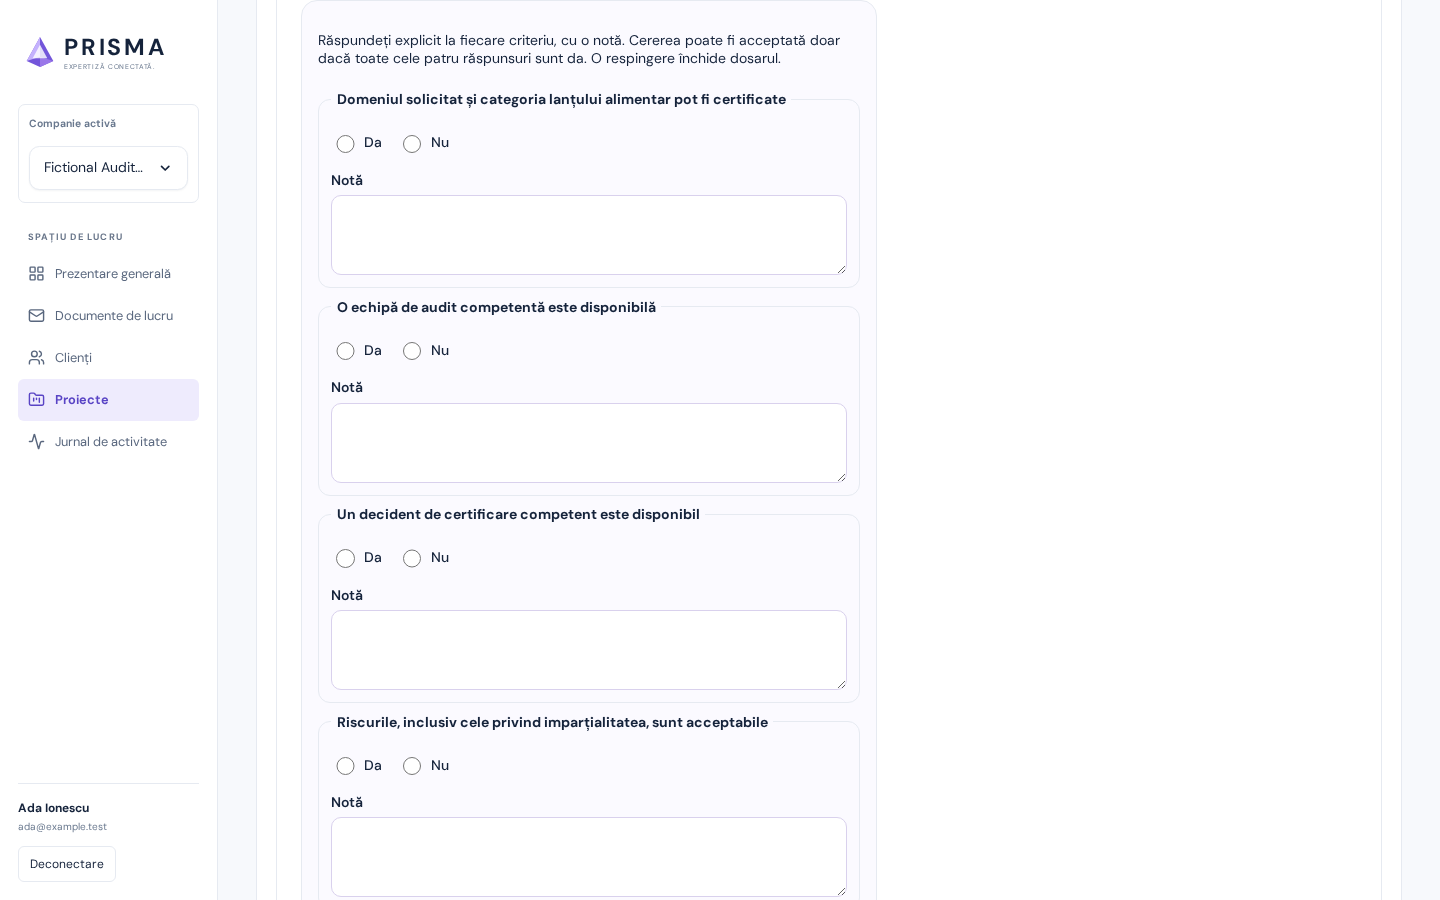 PRISMA
EXPERTIZĂ CONECTATĂ.
Companie activă
Fictional Audit...
SPAȚIU DE LUCRU
Prezentare generală
Documente de lucru
Clienți
Proiecte
Jurnal de activitate
Ada Ionescu
ada@example.test
Deconectare
Răspundeți explicit la fiecare criteriu, cu o notă. Cererea poate fi acceptată doar
dacă toate cele patru răspunsuri sunt da. O respingere închide dosarul.
Domeniul solicitat și categoria lanțului alimentar pot fi certificate
Da Nu
Notă
O echipă de audit competentă este disponibilă
Da Nu
Notă
Un decident de certificare competent este disponibil
Da Nu
Notă
Riscurile, inclusiv cele privind imparțialitatea, sunt acceptabile
Da Nu
Notă